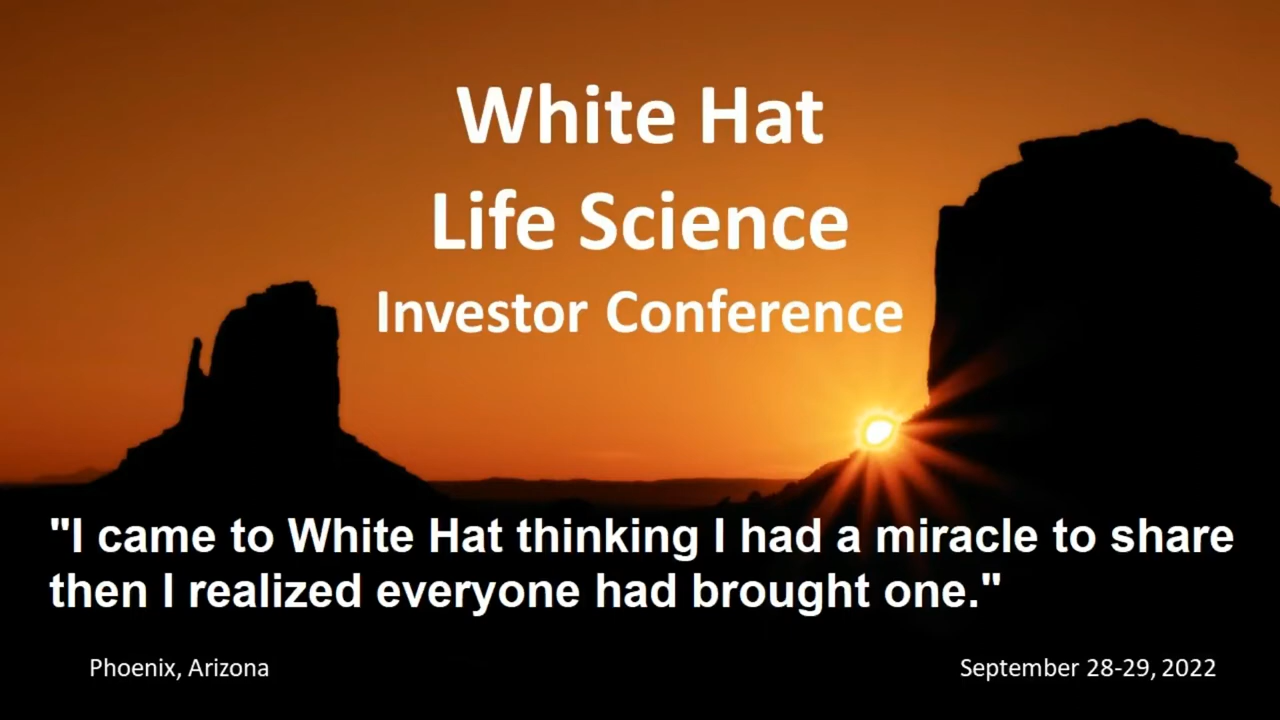 White Hat
Life Science
Investor Conference
"I came to White Hat thinking I had a miracle to share
then I realized everyone had brought one."
Phoenix, Arizona
September 28-29, 2022